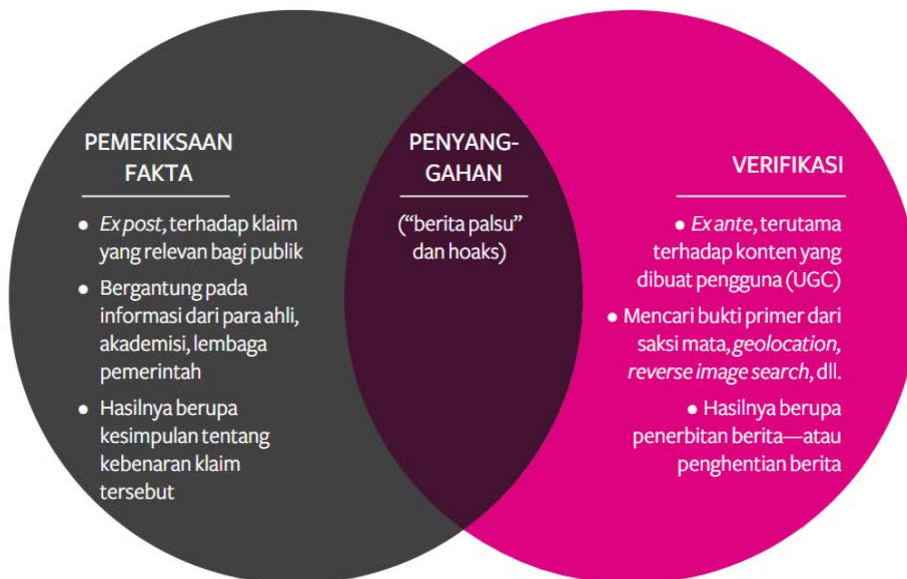 PEMERIKSAAN
FAKTA
● Ex post, terhadap klaim
yang relevan bagi publik
● Bergantung pada
informasi dari para ahli,
akademisi, lembaga
pemerintah
● Hasilnya berupa
kesimpulan tentang
kebenaran klaim
tersebut
PENYANG-
GAHAN
(“berita palsu”
dan hoaks)
VERIFIKASI
● Ex ante, terutama
terhadap konten yang
dibuat pengguna (UGC)
● Mencari bukti primer dari
saksi mata, geolocation,
reverse image search, dll.
● Hasilnya berupa
penerbitan berita—atau
penghentian berita